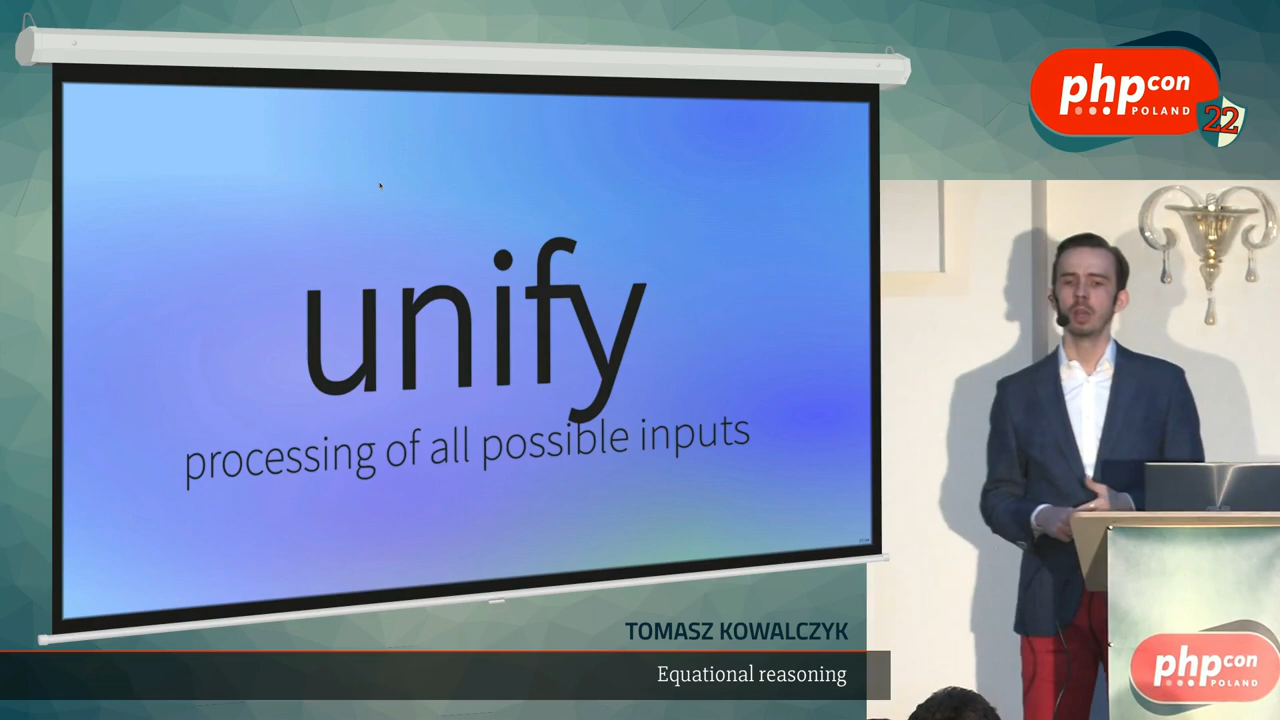 phpcon
POLAND
22
unify
processing of all possible inputs
TOMASZ KOWALCZYK
Equational reasoning
phpcon
POLAND